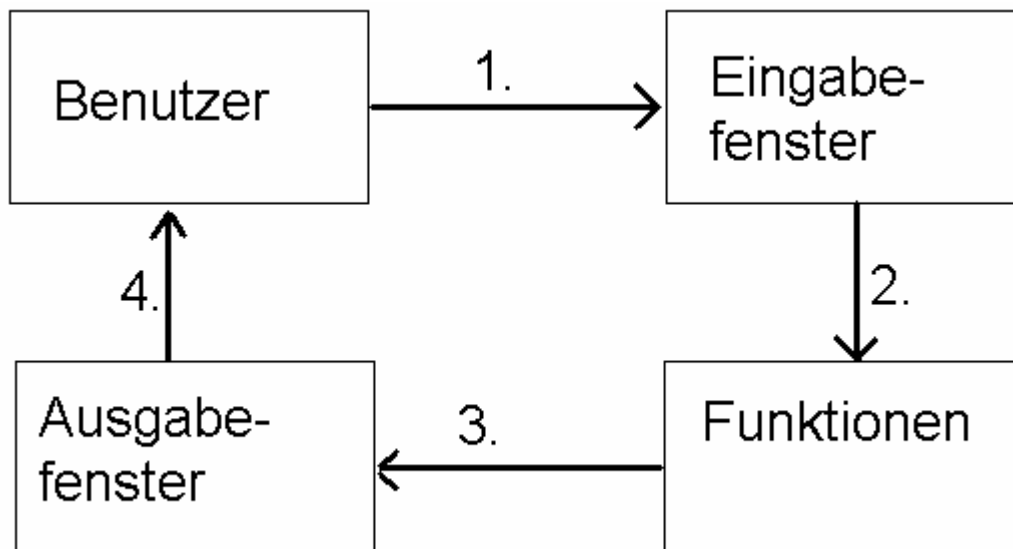 Benutzer
1.
Eingabe-
fenster
2.
Funktionen
3.
Ausgabe-
fenster
4.